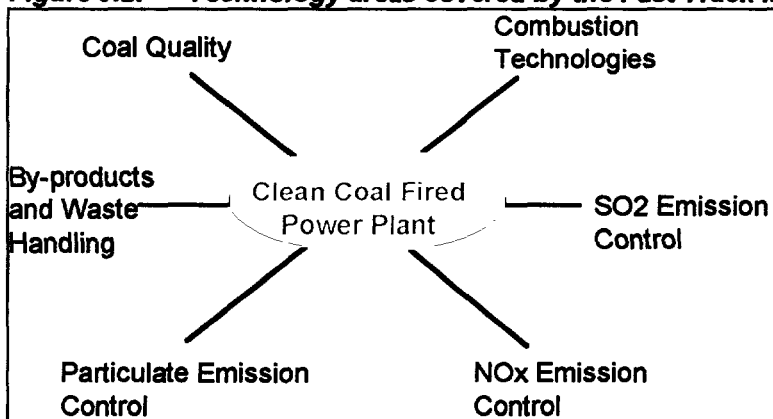 Coal Quality
Combustion
Technologies
By-products
and Waste
Handling
Clean Coal Fired
Power Plant
SO2 Emission
Control
Particulate Emission
Control
NOx Emission
Control